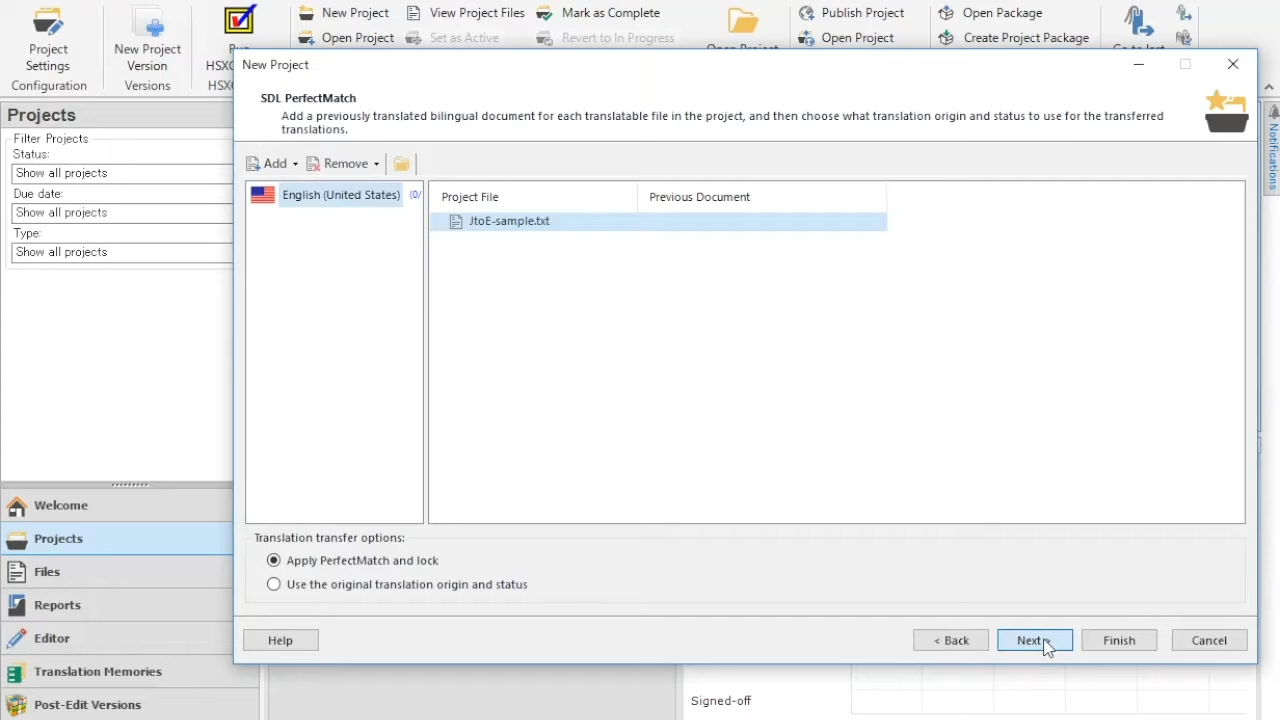 New Project
View Project Files
Mark as Complete
Publish Project
Open Package
Open Project
Set as Active
Revert to In Progress
Open Project
Create Project Package
Project
Settings
New Project
Version
Configuration
Versions
New Project
Projects
SDL PerfectMatch
Add a previously translated bilingual document for each translatable file in the project, and then choose what translation origin and status to use for the transferred
translations.
Filter Projects
Status:
Show all projects
Due date:
Show all projects
Type:
Show all projects
Notifications
Add
Remove
English (United States) (0/
Project File
Previous Document
JtoE-sample.txt
Welcome
Projects
Files
Reports
Editor
Translation Memories
Post-Edit Versions
Translation transfer options:
Apply PerfectMatch and lock
Use the original translation origin and status
Help
< Back
Next
Finish
Cancel
Signed-off